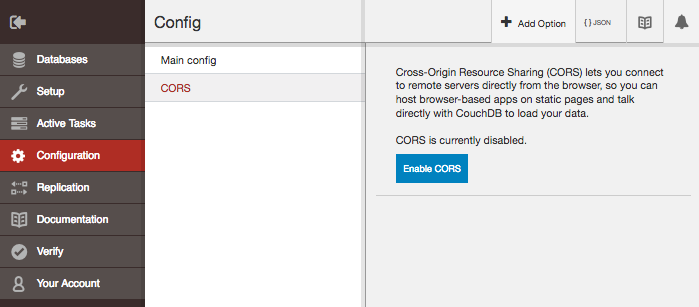 Config
+ Add Option
{ } JSON
Databases
Setup
Active Tasks
Configuration
Replication
Documentation
Verify
Your Account
Main config
CORS
Cross-Origin Resource Sharing (CORS) lets you connect
to remote servers directly from the browser, so you can
host browser-based apps on static pages and talk
directly with CouchDB to load your data.
CORS is currently disabled.
Enable CORS